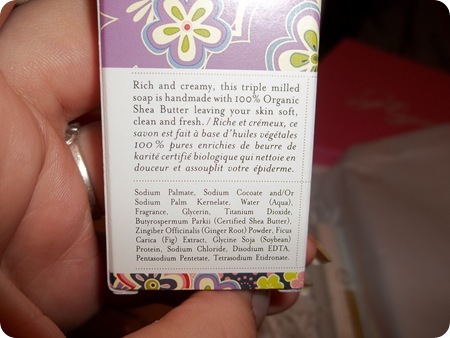 Rich and creamy, this triple milled
soap is handmade with 100% Organic
Shea Butter leaving your skin soft,
clean and fresh. / Riche et crémeux, ce
savon est fait à base d'huiles végétales
100 % pures enrichies de beurre de
karité certifié biologique qui nettoie en
douceur et assouplit votre épiderme.
Sodium Palmate, Sodium Cocoate and/Or
Sodium Palm Kernelate, Water (Aqua),
Fragrance, Glycerin, Titanium Dioxide,
Butyrospermum Parkii (Certified Shea Butter),
Zingiber Officinalis (Ginger Root) Powder, Ficus
Carica (Fig) Extract, Glycine Soja (Soybean)
Protein, Sodium Chloride, Disodium EDTA,
Pentasodium Pentetate, Tetrasodium Etidronate.